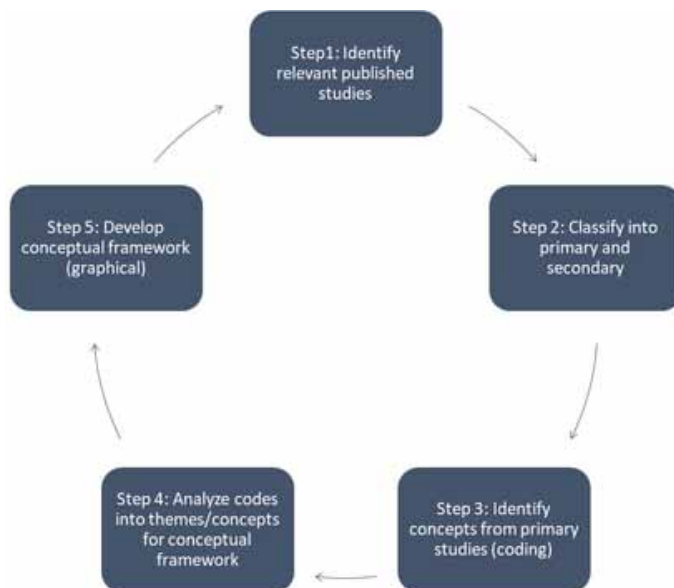 Step1: Identify
relevant published
studies
Step 2: Classify into
primary and
secondary
Step 3: Identify
concepts from primary
studies (coding)
Step 4: Analyze codes
into themes/concepts
for conceptual
framework
Step 5: Develop
conceptual framework
(graphical)